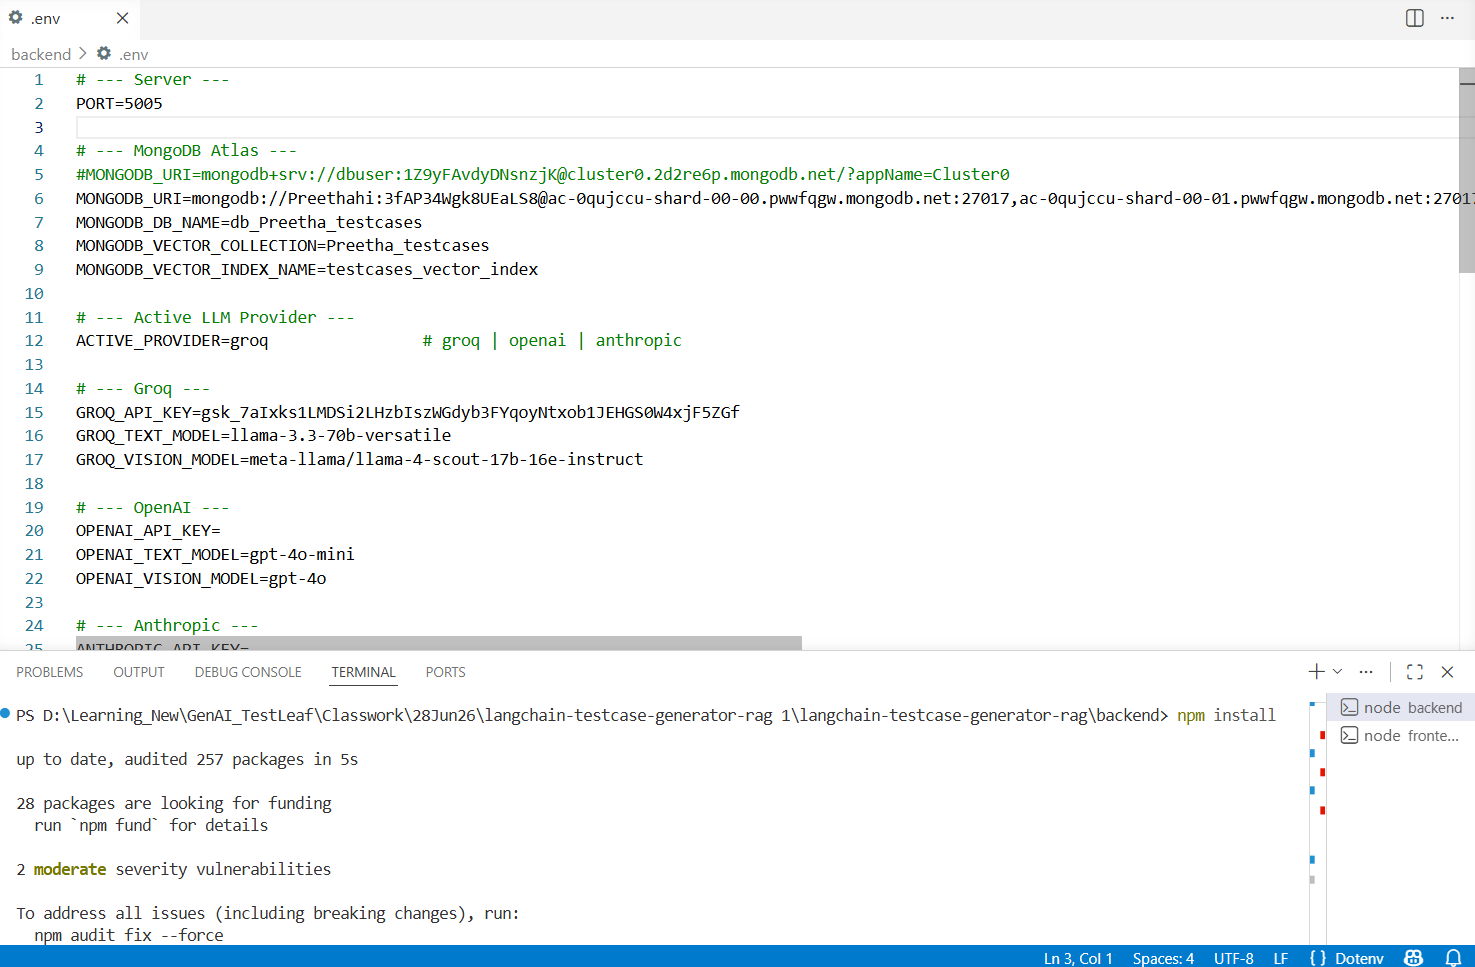 .env
backend > .env
1 # --- Server ---
2 PORT=5005
3
4 # --- MongoDB Atlas ---
5 #MONGODB_URI=mongodb+srv://dbuser:1Z9yFAvdyDNsnzjK@cluster0.2d2re6p.mongodb.net/?appName=Cluster0
6 MONGODB_URI=mongodb://Preethahi:3fAP34Wgk8UEaLS8@ac-0qujccu-shard-00-00.pwwfqgw.mongodb.net:27017,ac-0qujccu-shard-00-01.pwwfqgw.mongodb.net:27017
7 MONGODB_DB_NAME=db_Preetha_testcases
8 MONGODB_VECTOR_COLLECTION=Preetha_testcases
9 MONGODB_VECTOR_INDEX_NAME=testcases_vector_index
10
11 # --- Active LLM Provider ---
12 ACTIVE_PROVIDER=groq # groq | openai | anthropic
13
14 # --- Groq ---
15 GROQ_API_KEY=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
16 GROQ_TEXT_MODEL=llama-3.3-70b-versatile
17 GROQ_VISION_MODEL=meta-llama/llama-4-scout-17b-16e-instruct
18
19 # --- OpenAI ---
20 OPENAI_API_KEY=
21 OPENAI_TEXT_MODEL=gpt-4o-mini
22 OPENAI_VISION_MODEL=gpt-4o
23
24 # --- Anthropic ---
25 ANTHROPIC_API_KEY=
PROBLEMS OUTPUT DEBUG CONSOLE TERMINAL PORTS
PS D:\Learning_New\GenAI_TestLeaf\Classwork\28Jun26\langchain-testcase-generator-rag 1\langchain-testcase-generator-rag\backend> npm install
up to date, audited 257 packages in 5s
28 packages are looking for funding
run `npm fund` for details
2 moderate severity vulnerabilities
To address all issues (including breaking changes), run:
npm audit fix --force
node backend
node fronte...
Ln 3, Col 1 Spaces: 4 UTF-8 LF { } Dotenv